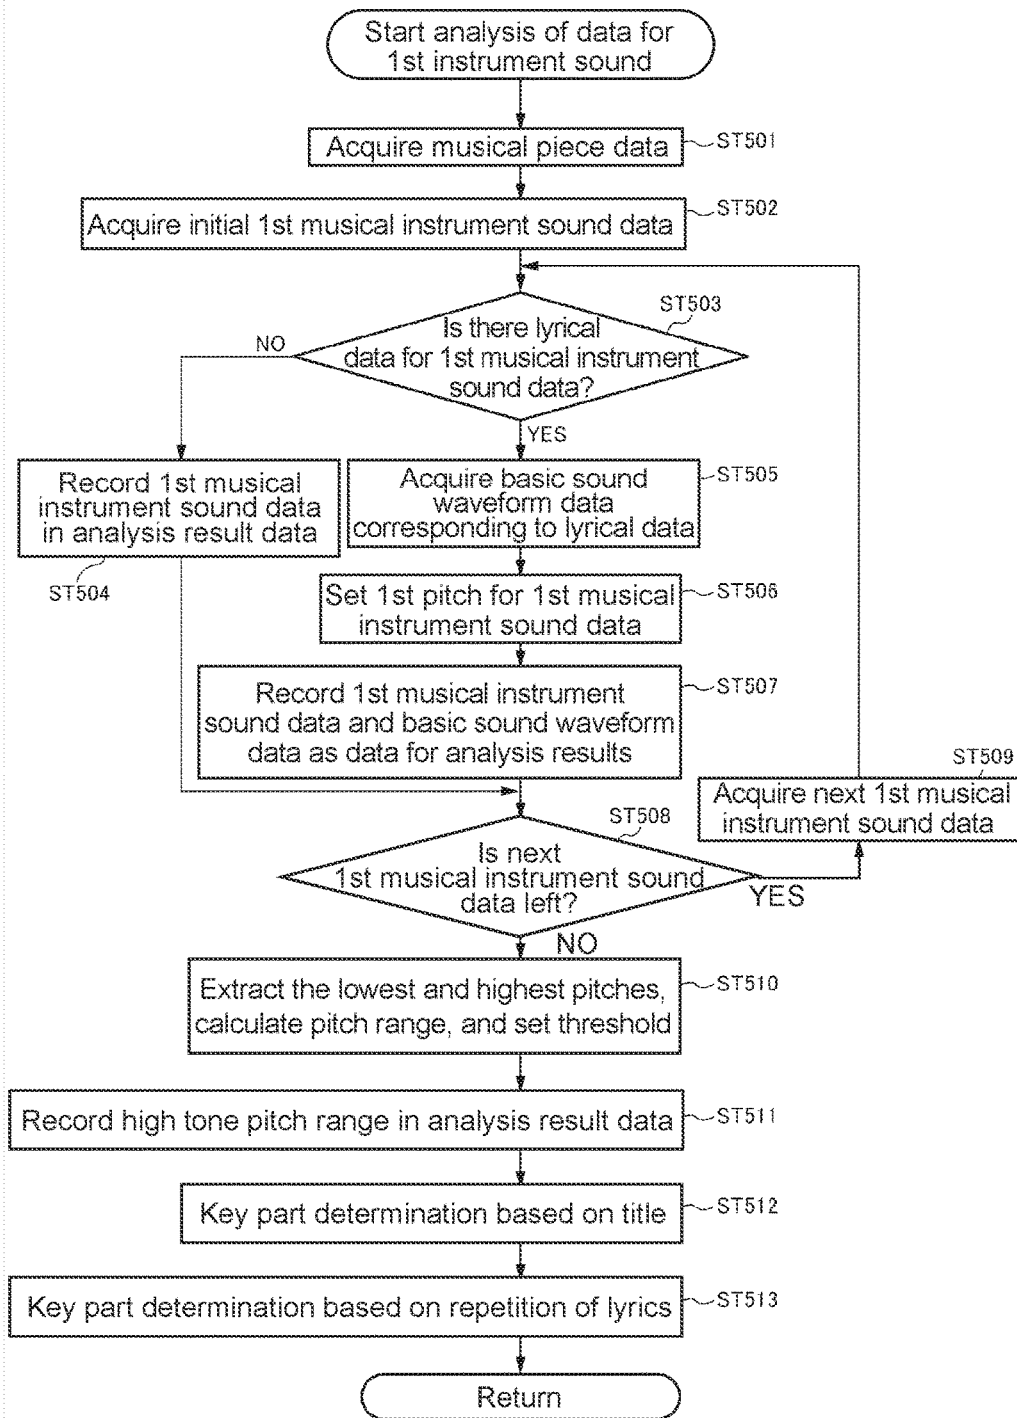 Start analysis of data for
1st instrument sound
Acquire musical piece data
ST501
Acquire initial 1st musical instrument sound data
ST502
ST503
Is there lyrical
data for 1st musical instrument
sound data?
NO
YES
Record 1st musical
instrument sound data
in analysis result data
ST504
Acquire basic sound
waveform data
corresponding to lyrical data
ST505
Set 1st pitch for 1st musical
instrument sound data
ST506
Record 1st musical instrument
sound data and basic sound waveform
data as data for analysis results
ST507
ST508
Is next
1st musical instrument sound
data left?
YES
NO
ST509
Acquire next 1st musical
instrument sound data
Extract the lowest and highest pitches,
calculate pitch range, and set threshold
ST510
Record high tone pitch range in analysis result data
ST511
Key part determination based on title
ST512
Key part determination based on repetition of lyrics
ST513
Return